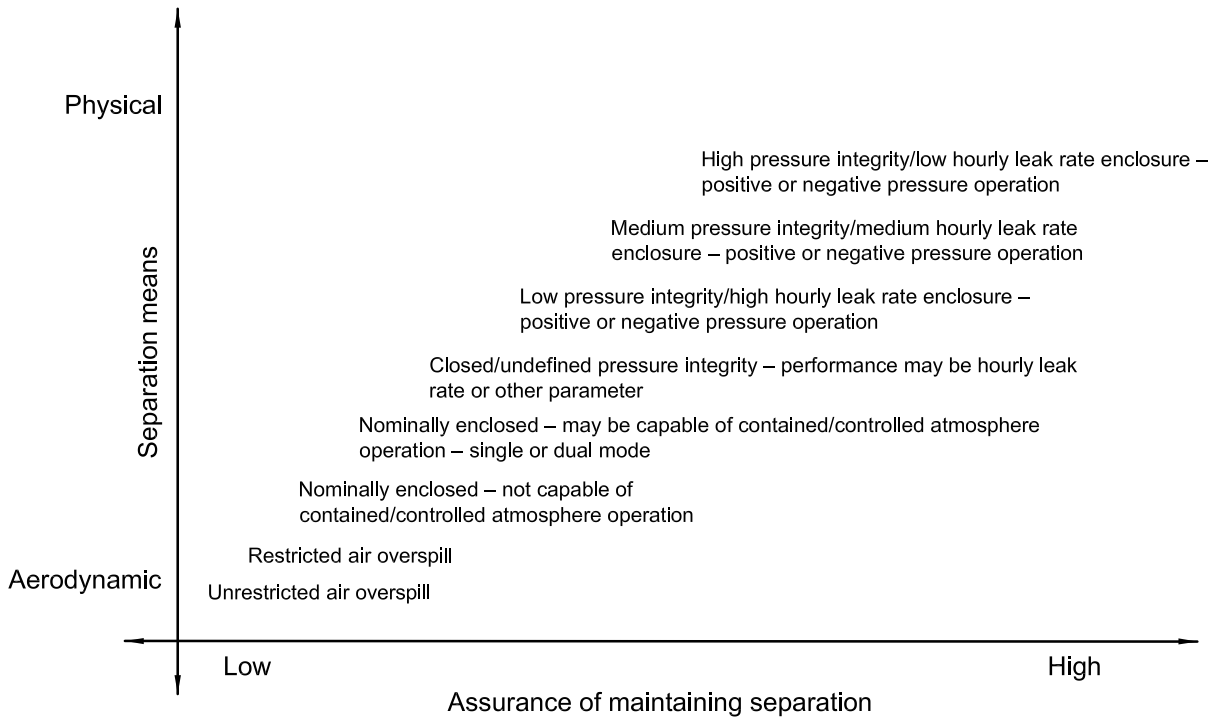 Physical
High pressure integrity/low hourly leak rate enclosure –
positive or negative pressure operation
Medium pressure integrity/medium hourly leak rate
enclosure – positive or negative pressure operation
Low pressure integrity/high hourly leak rate enclosure –
positive or negative pressure operation
Separation means
Closed/undefined pressure integrity – performance may be hourly leak
rate or other parameter
Nominally enclosed – may be capable of contained/controlled atmosphere
operation – single or dual mode
Nominally enclosed – not capable of
contained/controlled atmosphere operation
Restricted air overspill
Aerodynamic
Unrestricted air overspill
Low
High
Assurance of maintaining separation